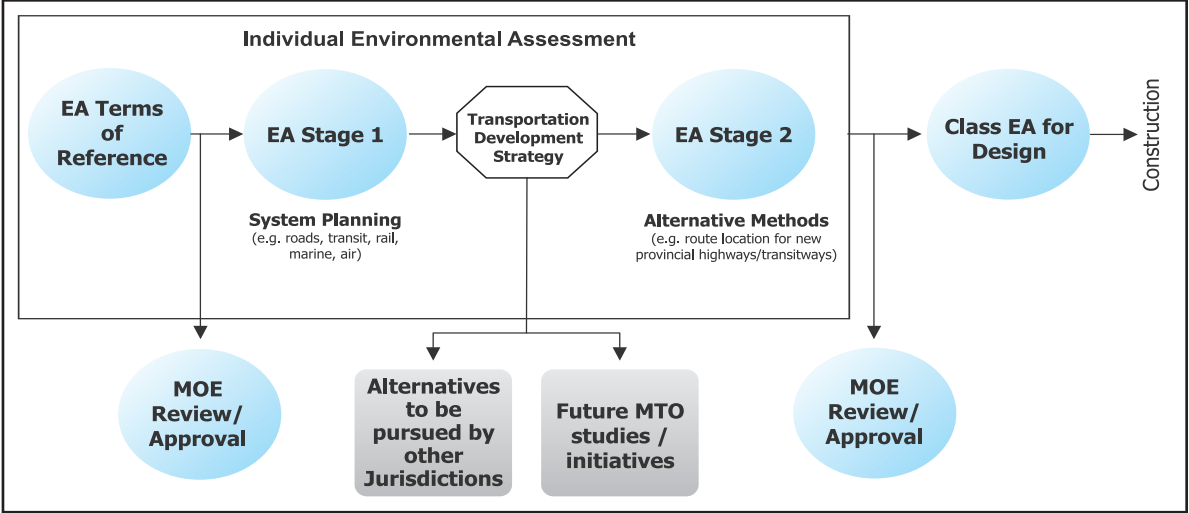 Individual Environmental Assessment
EA Terms
of
Reference
EA Stage 1
Transportation
Development
Strategy
EA Stage 2
Class EA for
Design
Construction
System Planning
(e.g. roads, transit, rail,
marine, air)
Alternative Methods
(e.g. route location for new
provincial highways/transitways)
MOE
Review/
Approval
Alternatives
to be
pursued by
other
Jurisdictions
Future MTO
studies /
initiatives
MOE
Review/
Approval